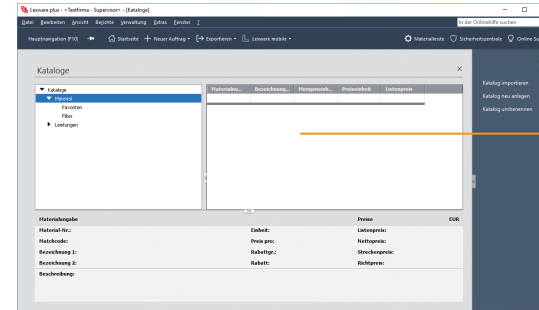 Lexware plus - <Testfirma - Supervisor> - [Kataloge]
Datei Bearbeiten Ansicht Berichte Verwaltung Extras Fenster ?
In der Onlinehilfe suchen
Hauptnavigation [F10] Startseite Neuer Auftrag Exportieren Lexware mobile Materialleiste Sicherheitszentrale Online Su
Kataloge
Katalog importieren
Katalog neu anlegen
Katalog umbenennen
Kataloge
Material
Favoriten
Filter
Leistungen
Materialnu... Bezeichnung... Mengeneinh... Preiseinheit Listenpreis
Materialangabe Preise EUR
Material-Nr.: Einheit: Listenpreis:
Matchcode: Preis pro: Nettopreis:
Bezeichnung 1: Rabattgr.: Streckenpreis:
Bezeichnung 2: Rabatt: Richtpreis:
Beschreibung: